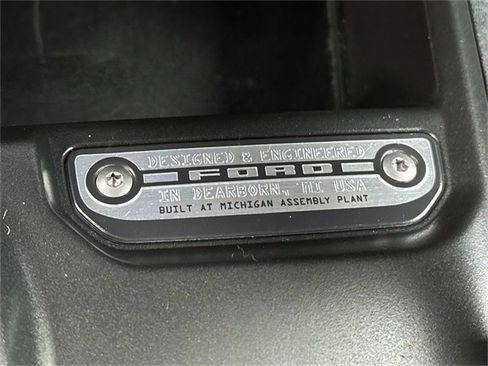 DESIGNED & ENGINEERED
FORD
IN DEARBORN, MI USA
BUILT AT MICHIGAN ASSEMBLY PLANT